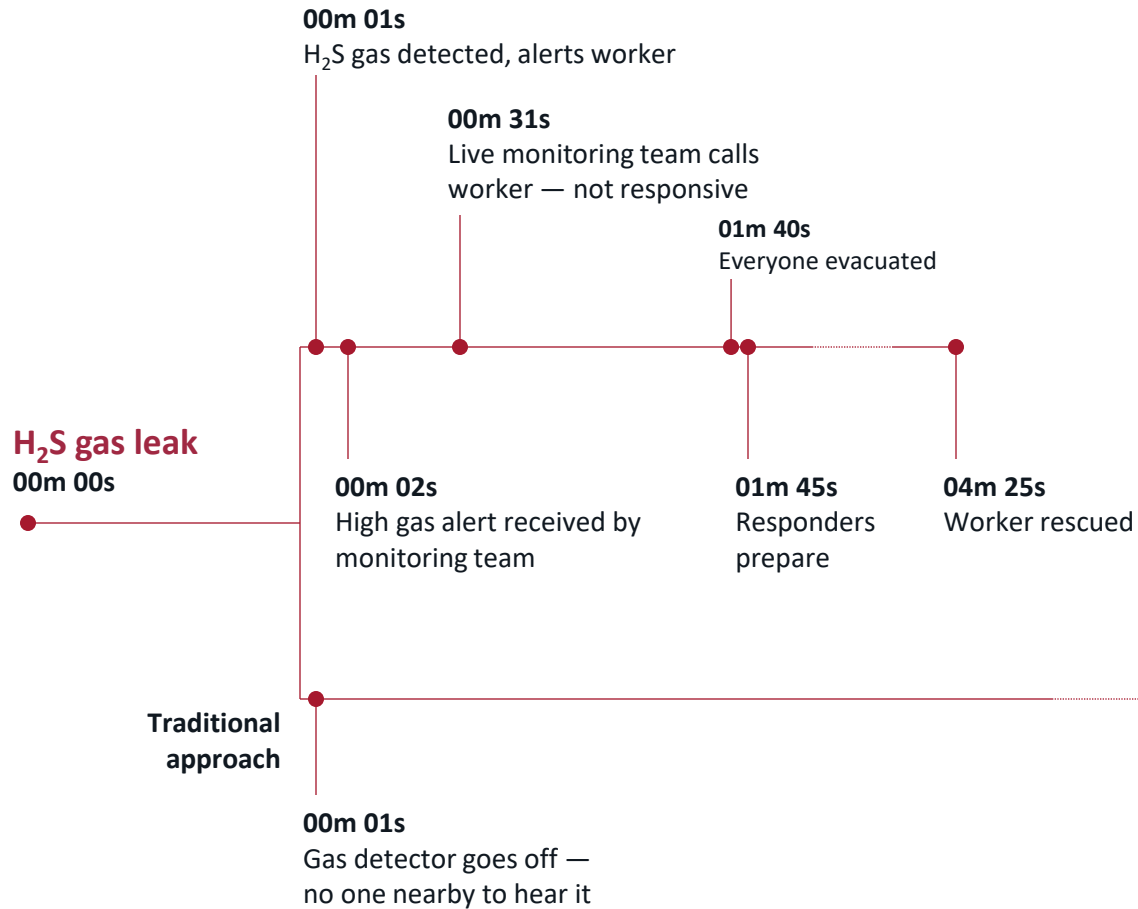 00m 01s
H₂S gas detected, alerts worker
00m 31s
Live monitoring team calls
worker — not responsive
01m 40s
Everyone evacuated
H₂S gas leak
00m 00s
00m 02s
High gas alert received by
monitoring team
01m 45s
Responders
prepare
04m 25s
Worker rescued
Traditional
approach
00m 01s
Gas detector goes off —
no one nearby to hear it